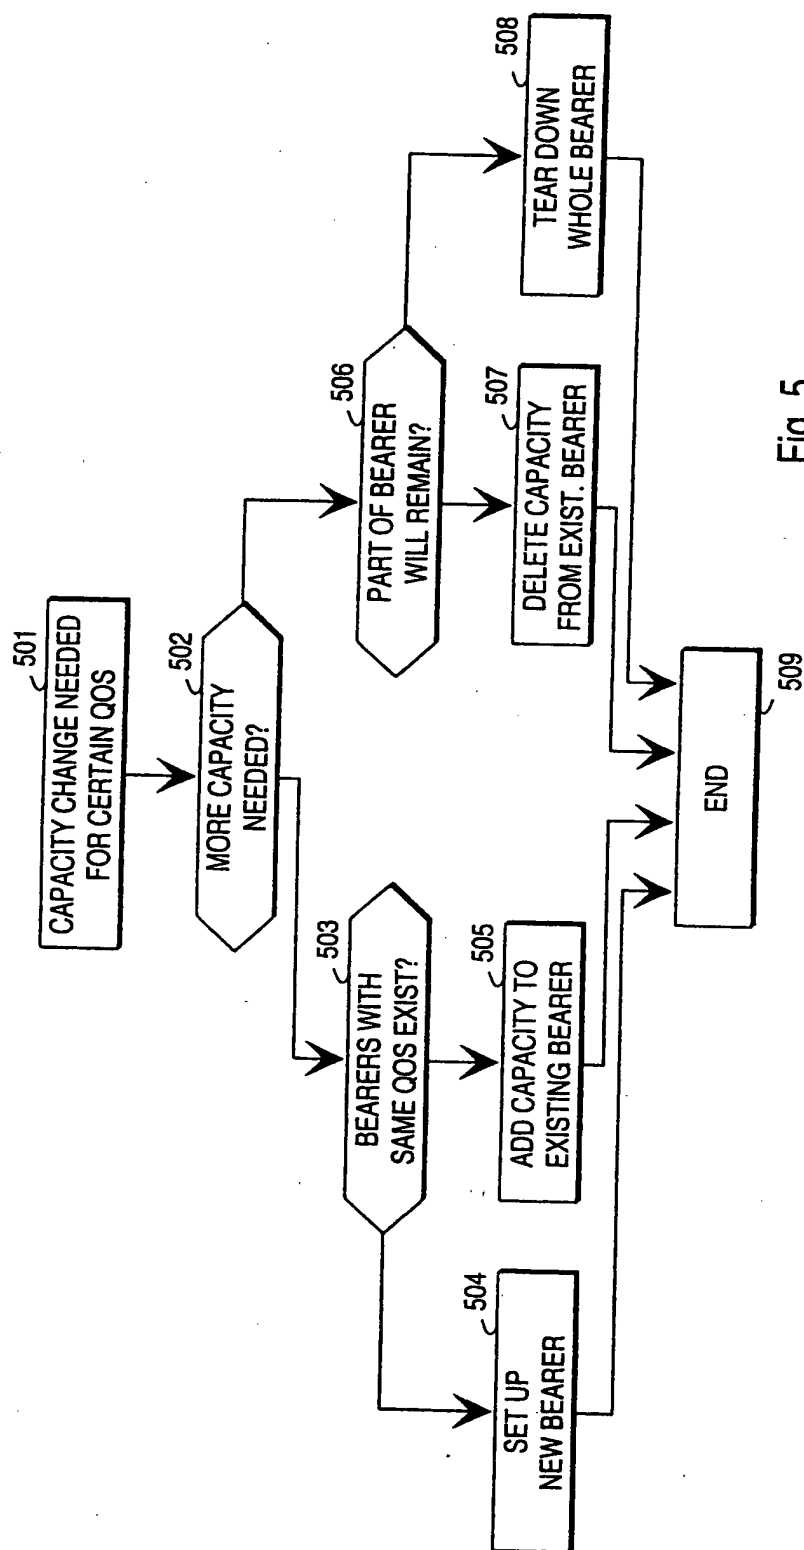 501
CAPACITY CHANGE NEEDED
FOR CERTAIN QOS
502
MORE CAPACITY
NEEDED?
503
BEARERS WITH
SAME QOS EXIST?
506
PART OF BEARER
WILL REMAIN?
504
SET UP
NEW BEARER
505
ADD CAPACITY TO
EXISTING BEARER
507
DELETE CAPACITY
FROM EXIST. BEARER
508
TEAR DOWN
WHOLE BEARER
END
509
Fig. 5